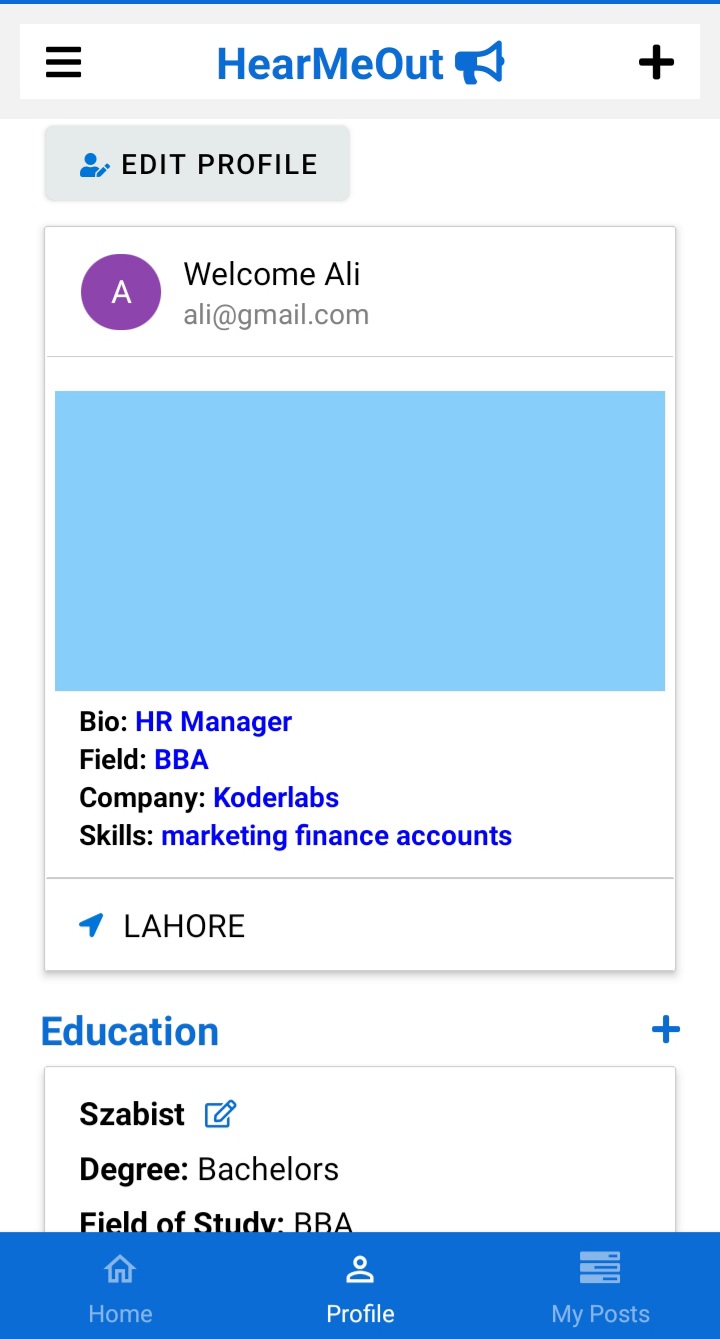 HearMeOut
EDIT PROFILE
A
Welcome Ali
ali@gmail.com
Bio: HR Manager
Field: BBA
Company: Koderlabs
Skills: marketing finance accounts
LAHORE
Education
Szabist
Degree: Bachelors
Field of Study: BBA
Home
Profile
My Posts